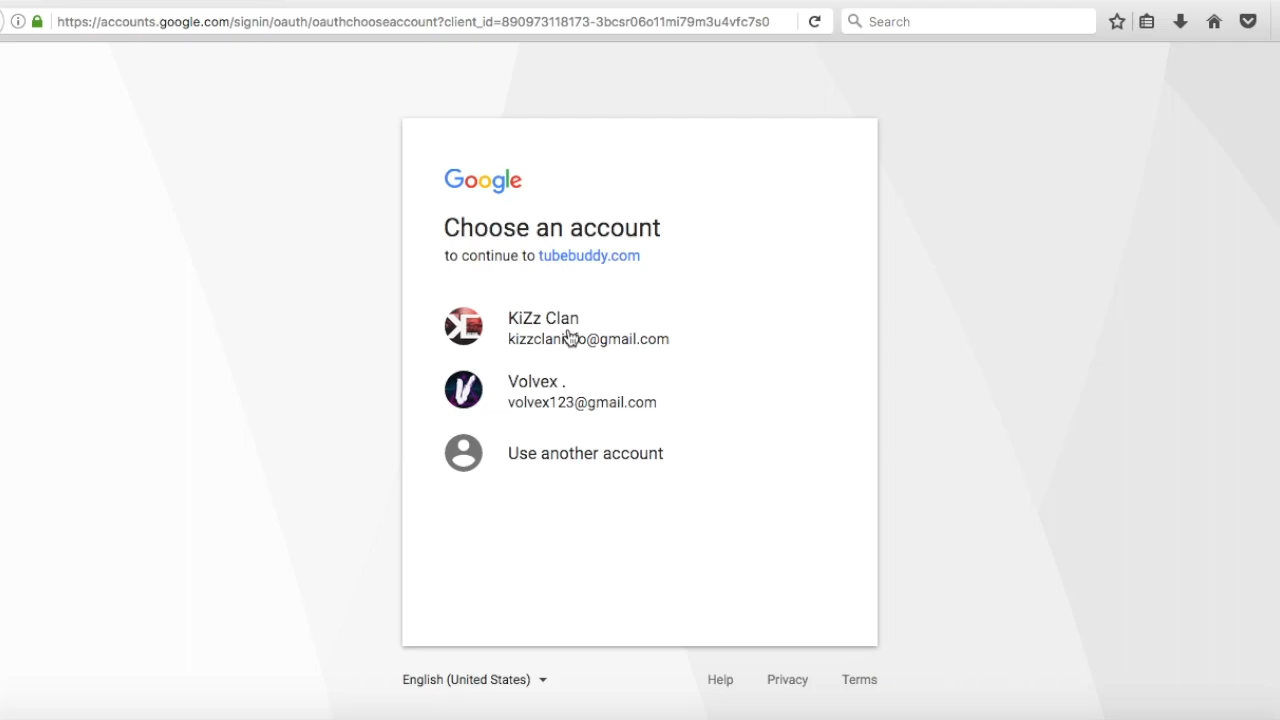 https://accounts.google.com/signin/oauth/oauthchooseaccount?client_id=890973118173-3bcsr06o11mi79m3u4vfc7s0
Search
Google
Choose an account
to continue to tubebuddy.com
KiZz Clan
Volvex .
volvex123@gmail.com
Use another account
English (United States)
Help
Privacy
Terms